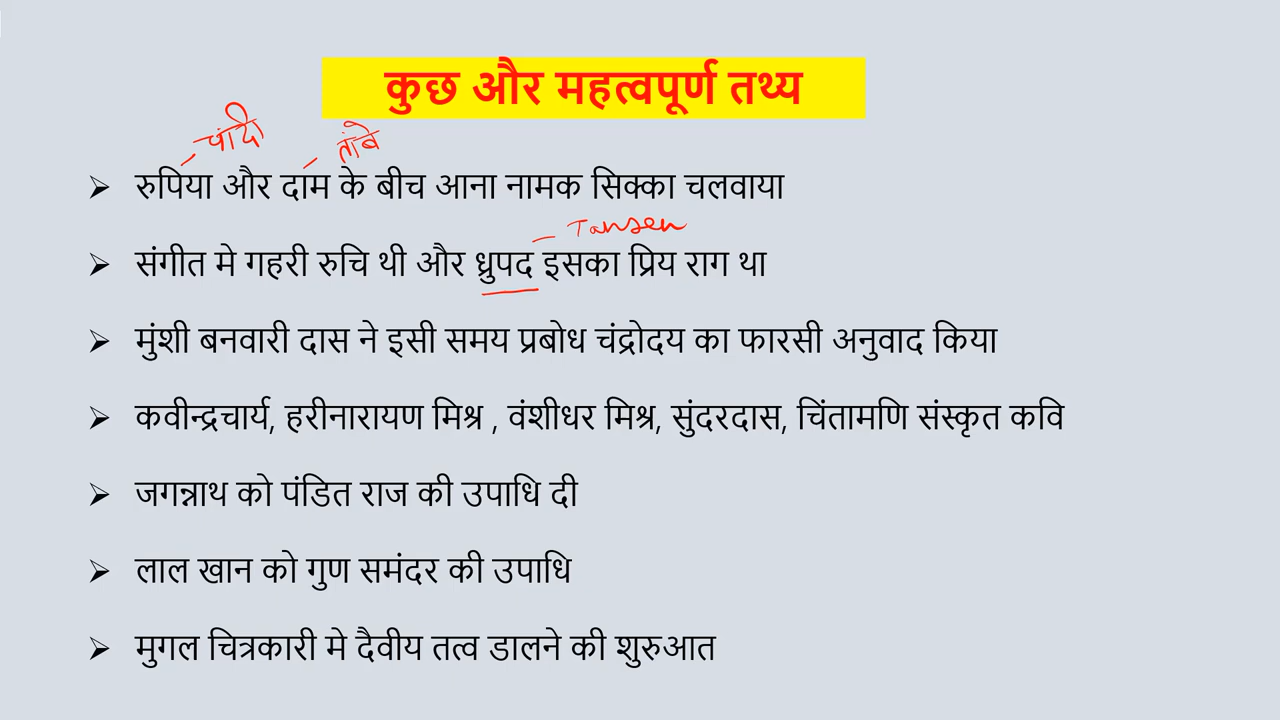 कुछ और महत्वपूर्ण तथ्य
चांदी तांबे
रुपिया और दाम के बीच आना नामक सिक्का चलवाया
Tansen
संगीत मे गहरी रुचि थी और ध्रुपद इसका प्रिय राग था
मुंशी बनवारी दास ने इसी समय प्रबोध चंद्रोदय का फारसी अनुवाद किया
कवीन्द्रचार्य, हरीनारायण मिश्र , वंशीधर मिश्र, सुंदरदास, चिंतामणि संस्कृत कवि
जगन्नाथ को पंडित राज की उपाधि दी
लाल खान को गुण समंदर की उपाधि
मुगल चित्रकारी मे दैवीय तत्व डालने की शुरुआत